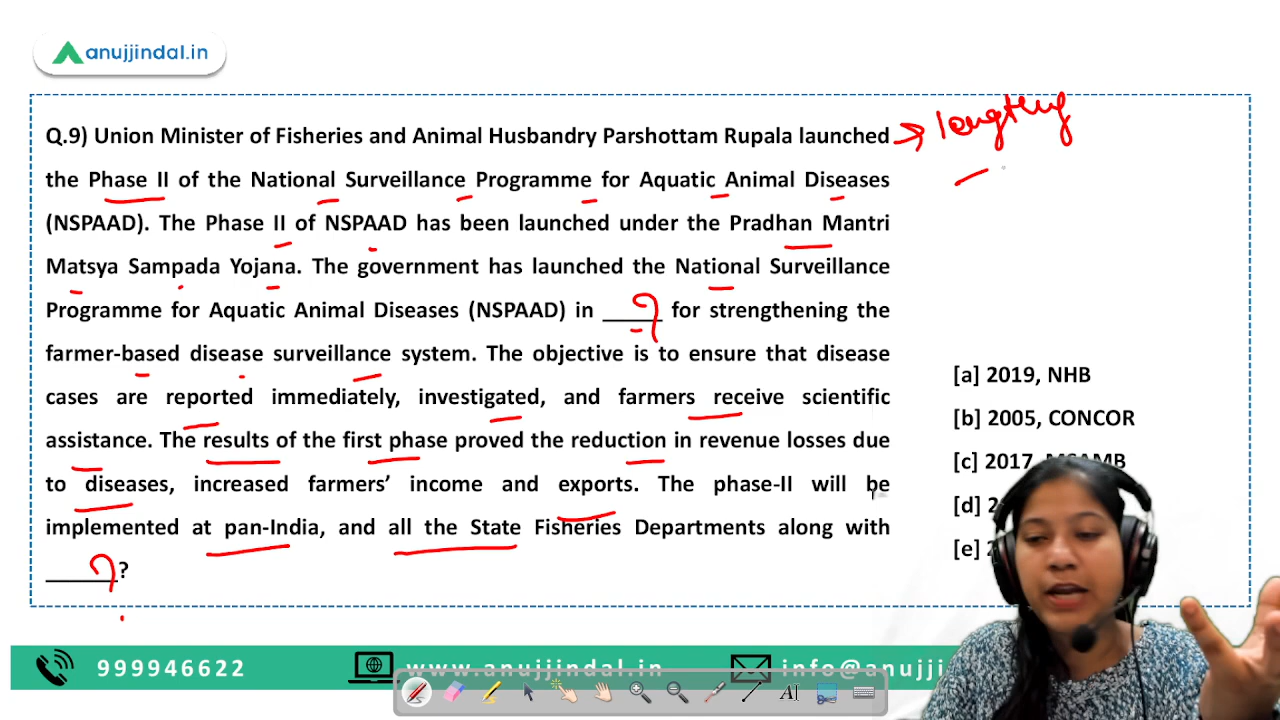 anujjindal.in
Q.9) Union Minister of Fisheries and Animal Husbandry Parshottam Rupala launched
the Phase II of the National Surveillance Programme for Aquatic Animal Diseases
(NSPAAD). The Phase II of NSPAAD has been launched under the Pradhan Mantri
Matsya Sampada Yojana. The government has launched the National Surveillance
Programme for Aquatic Animal Diseases (NSPAAD) in _____ for strengthening the
farmer-based disease surveillance system. The objective is to ensure that disease
cases are reported immediately, investigated, and farmers receive scientific
assistance. The results of the first phase proved the reduction in revenue losses due
to diseases, increased farmers’ income and exports. The phase-II will be
implemented at pan-India, and all the State Fisheries Departments along with
______?
?
?
[a] 2019, NHB
[b] 2005, CONCOR
[c] 2017,
[d]
[e]
999946622
www.anujjindal.in
AI